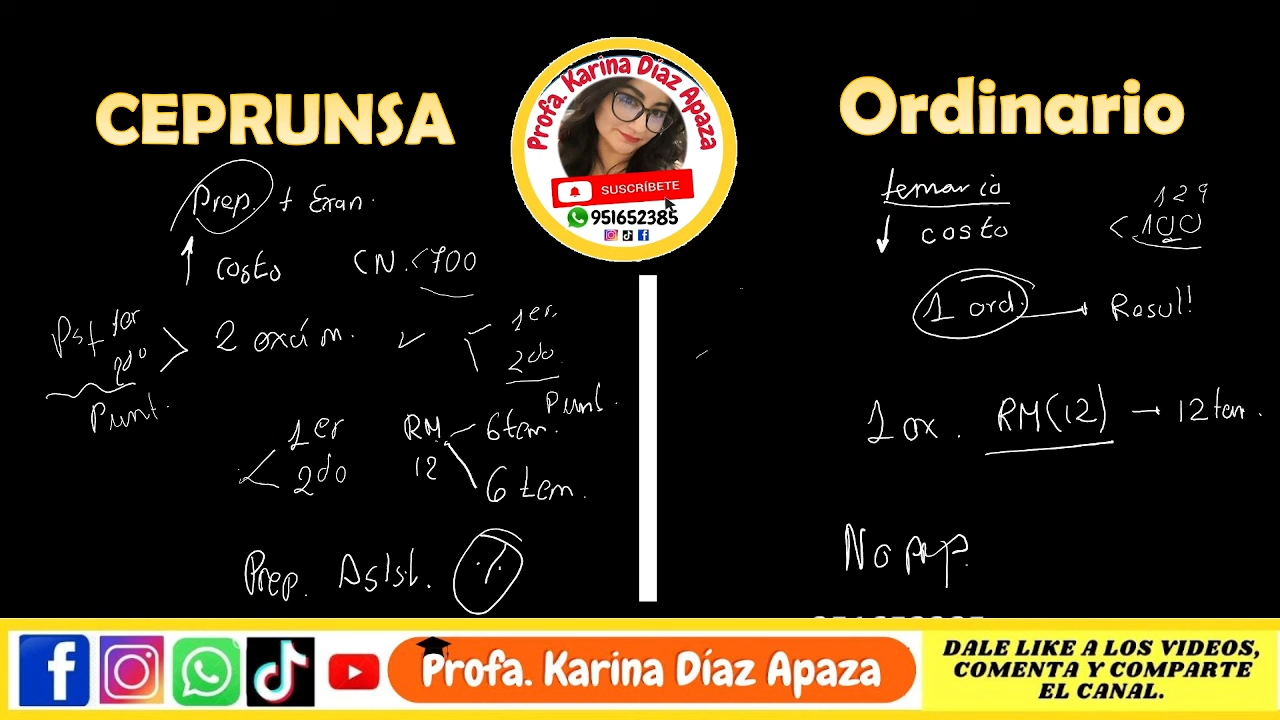 CEPRUNSA
Prep. + Exan.
costo CN. < 700
Pst 1er
2do
Punt.
2 exám.
1er.
2do.
Punt.
1er
2do
RM
12
6 tem.
6 tem.
Prep. Asist. %
Profa. Karina Díaz Apaza
SUSCRÍBETE
951652385
Ordinario
temario
costo < 100
129
1 ord. → Resul!
1 ex. RM(12) → 12 tem.
No prep.
Profa. Karina Díaz Apaza
DALE LIKE A LOS VIDEOS,
COMENTA Y COMPARTE
EL CANAL.